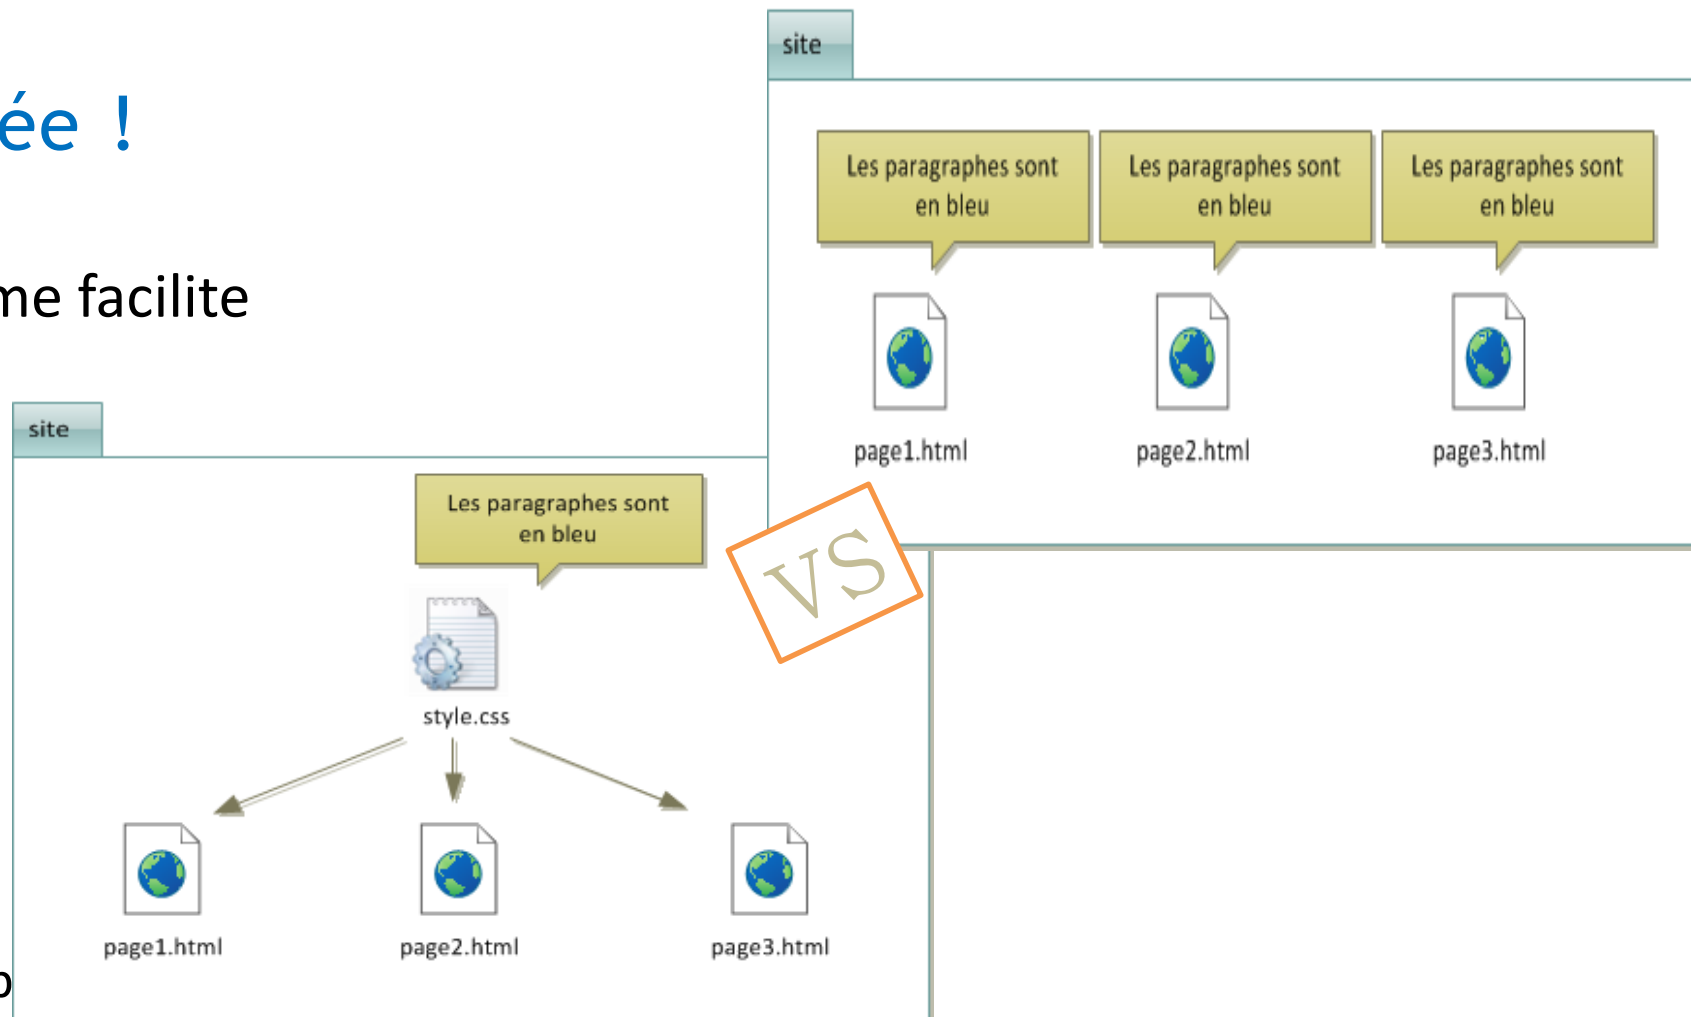 ée !
me facilite
site
Les paragraphes sont
en bleu
Les paragraphes sont
en bleu
Les paragraphes sont
en bleu
page1.html
page2.html
page3.html
VS
site
Les paragraphes sont
en bleu
style.css
page1.html
page2.html
page3.html